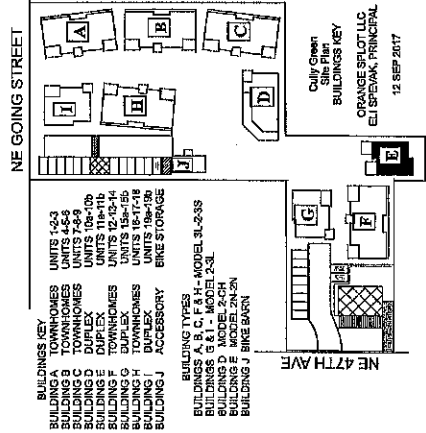 NE GOING STREET
A
B
C
I
H
D
J
E
G
F
NE 47TH AVE
Cully Green
Site Plan
BUILDINGS KEY
ORANGE SPLOT LLC
ELI SPEVAK, PRINCIPAL
12 SEP 2017
BUILDINGS KEY
BUILDING A TOWNHOMES UNITS 1-2-3
BUILDING B TOWNHOMES UNITS 4-5-6
BUILDING C TOWNHOMES UNITS 7-8-9
BUILDING D DUPLEX UNITS 10a-10b
BUILDING E DUPLEX UNITS 11a-11b
BUILDING F TOWNHOMES UNITS 12-13-14
BUILDING G DUPLEX UNITS 15a-15b
BUILDING H TOWNHOMES UNITS 16-17-18
BUILDING I DUPLEX UNITS 19a-19b
BUILDING J ACCESSORY BIKE STORAGE
BUILDING TYPES
BUILDINGS A, B, C, F & H - MODEL 3L-2-3S
BUILDINGS G & I - MODEL 2-3L
BUILDING D MODEL 2-CH
BUILDING E MODEL 2N-2N
BUILDING J BIKE BARN